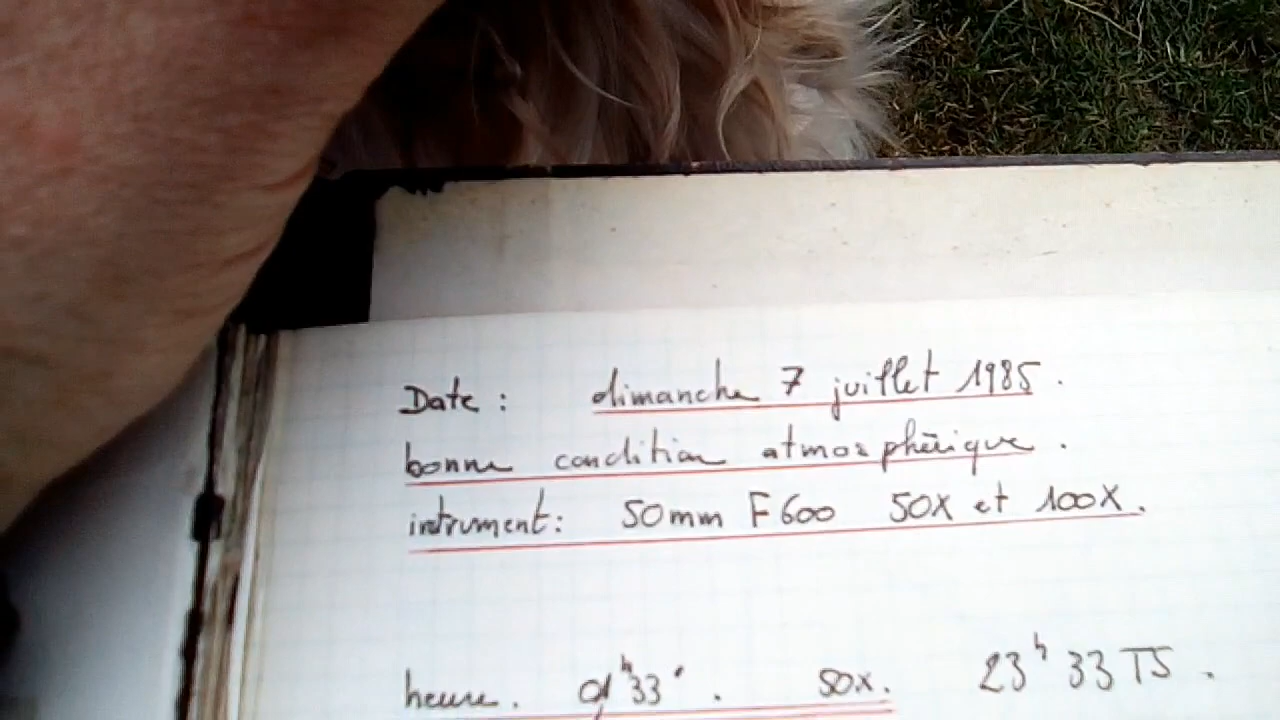 Date : dimanche 7 juillet 1985.
bonne condition atmosphérique.
intrument: 50mm F600 50X et 100X.
heure. 01h33'. 50x. 23h33 TS.